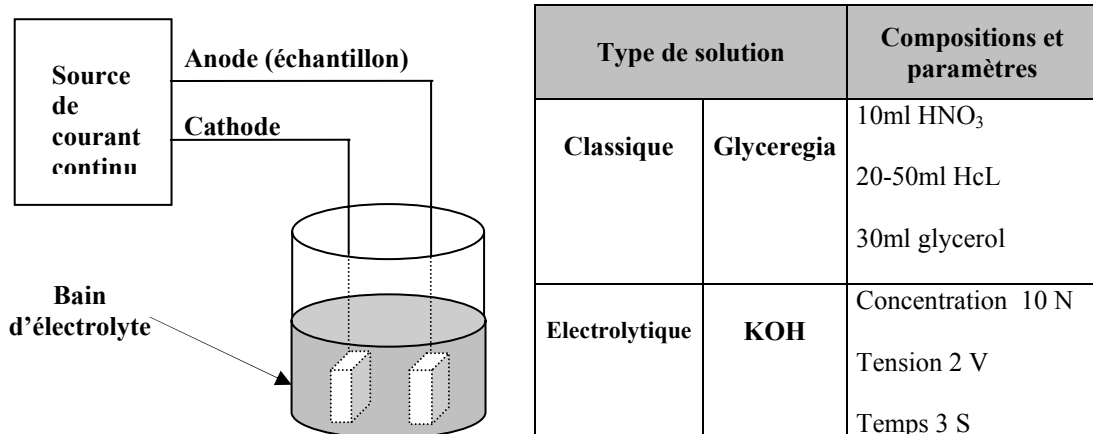 Source
de
courant
continu
Anode (échantillon)
Cathode
Bain
d’électrolyte
Type de solution
Compositions et
paramètres
Classique
Glyceregia
10ml HNO₃
20-50ml HcL
30ml glycerol
Electrolytique
KOH
Concentration 10 N
Tension 2 V
Temps 3 S